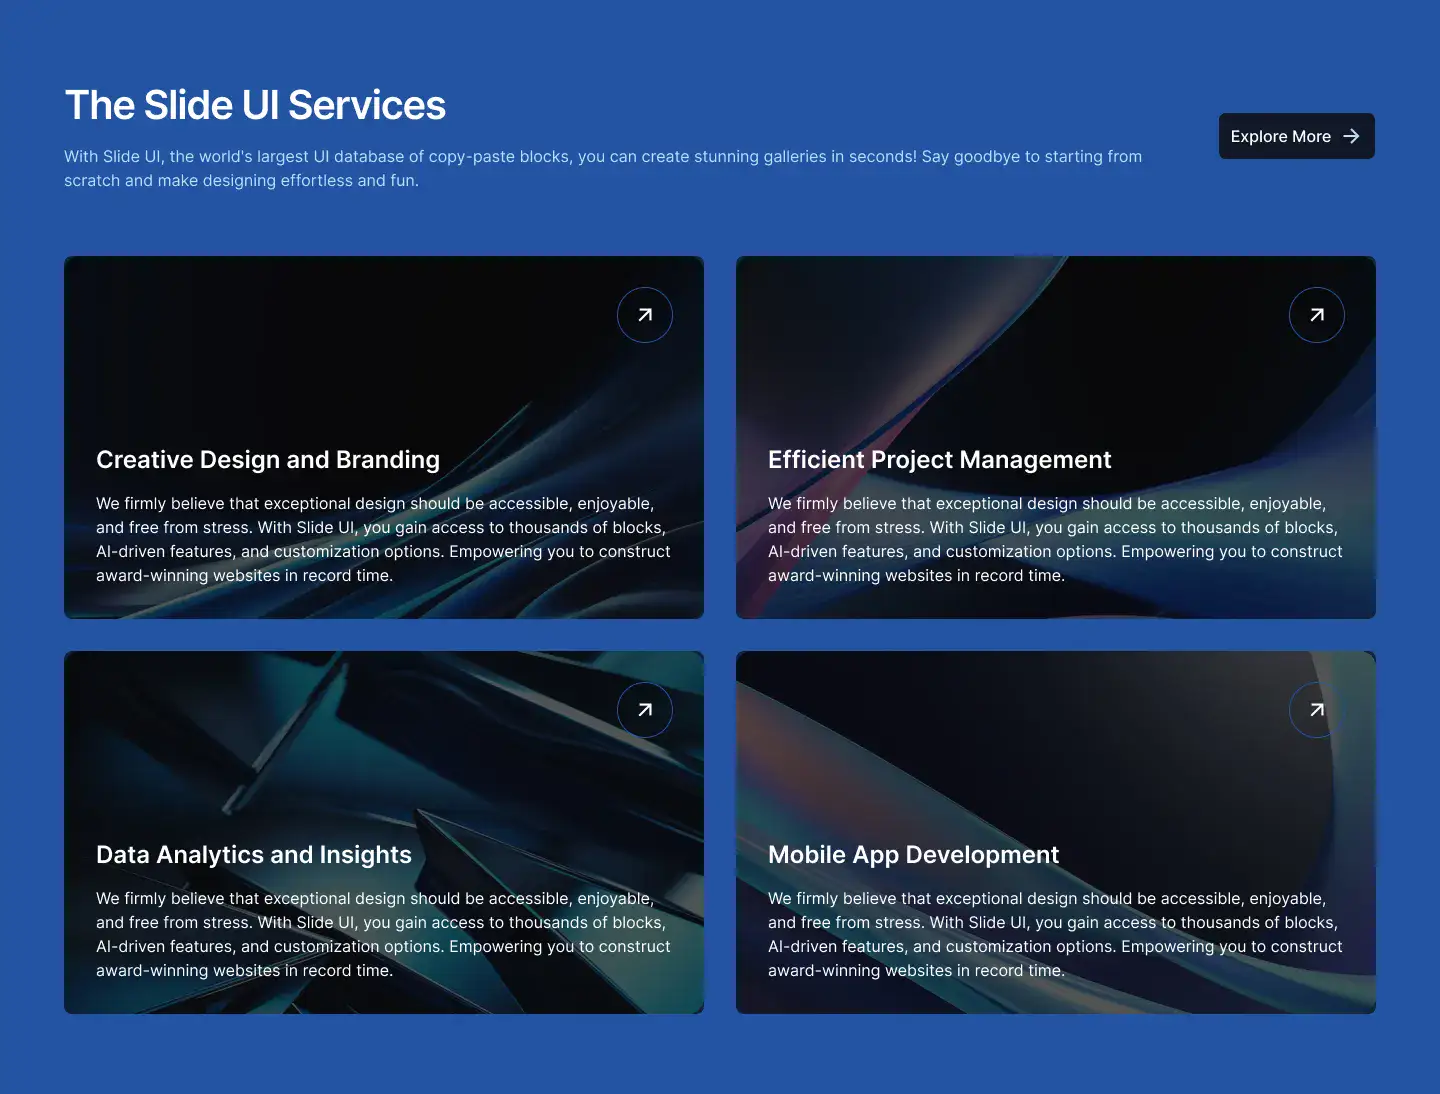 The Slide UI Services
With Slide UI, the world's largest UI database of copy-paste blocks, you can create stunning galleries in seconds! Say goodbye to starting from
scratch and make designing effortless and fun.
Explore More
Creative Design and Branding
We firmly believe that exceptional design should be accessible, enjoyable,
and free from stress. With Slide UI, you gain access to thousands of blocks,
AI-driven features, and customization options. Empowering you to construct
award-winning websites in record time.
Efficient Project Management
We firmly believe that exceptional design should be accessible, enjoyable,
and free from stress. With Slide UI, you gain access to thousands of blocks,
AI-driven features, and customization options. Empowering you to construct
award-winning websites in record time.
Data Analytics and Insights
We firmly believe that exceptional design should be accessible, enjoyable,
and free from stress. With Slide UI, you gain access to thousands of blocks,
AI-driven features, and customization options. Empowering you to construct
award-winning websites in record time.
Mobile App Development
We firmly believe that exceptional design should be accessible, enjoyable,
and free from stress. With Slide UI, you gain access to thousands of blocks,
AI-driven features, and customization options. Empowering you to construct
award-winning websites in record time.